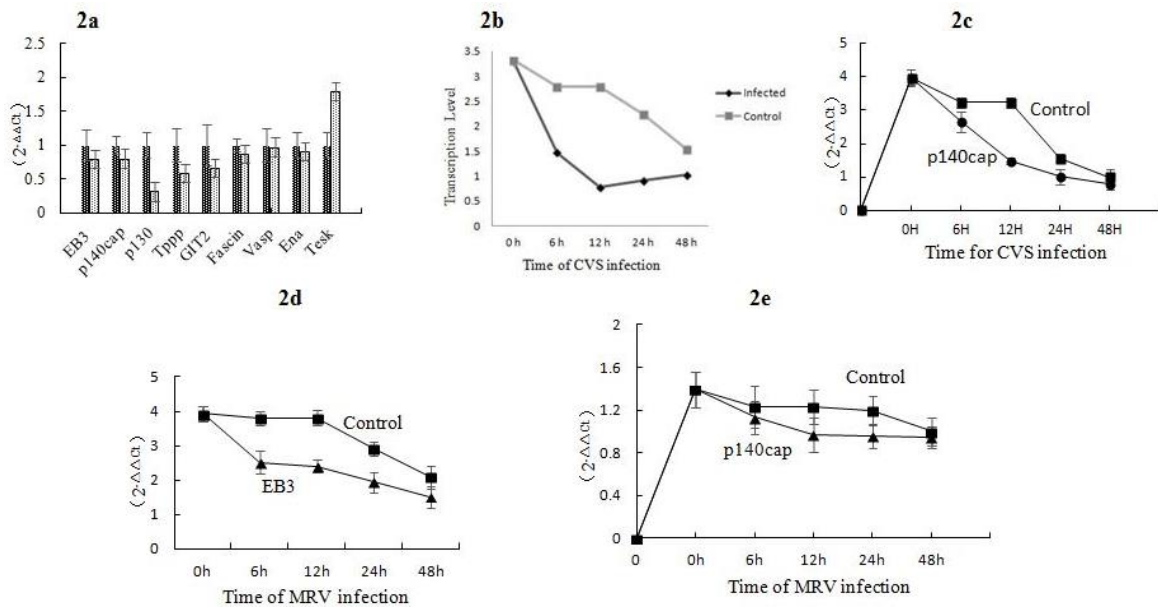 2a
2.5
2
1.5
1
0.5
0
(2-△△Ct)
EB3
p140cap
p130
Tppp
GIT2
Fascin
Vasp
Ena
Tesk
2b
3.5
3
2.5
2
1.5
1
0.5
0
Transcription Level
0h
6h
12h
24h
48h
Time of CVS infection
Infected
Control
2c
5
4
3
2
1
0
(2-△△Ct)
Control
p140cap
0H
6H
12H
24H
48H
Time for CVS infection
2d
5
4
3
2
1
0
(2-△△Ct)
Control
EB3
0h
6h
12h
24h
48h
Time of MRV infection
2e
2
1.6
1.2
0.8
0.4
0
(2-△△Ct)
Control
p140cap
0
0h
6h
12h
24h
48h
Time of MRV infection